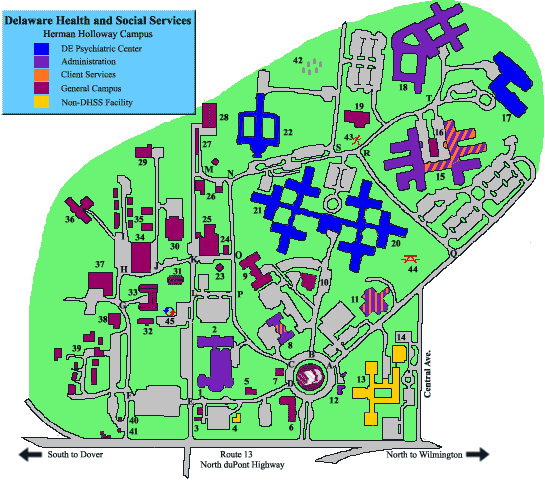 Delaware Health and Social Services
Herman Holloway Campus
DE Psychiatric Center
Administration
Client Services
General Campus
Non-DHSS Facility
42
18
17
T
19
28
22
16
43
S
R
27
15
29
M
N
26
21
36
35
25
34
30
24
20
Q
K
O
44
J
H
23
9
10
37
31
33
I
P
11
G
45
38
32
2
8
14
B
39
C
A
7
D
13
5
12
F
E
40
3
4
6
41
Central Ave.
South to Dover
Route 13
North duPont Highway
North to Wilmington